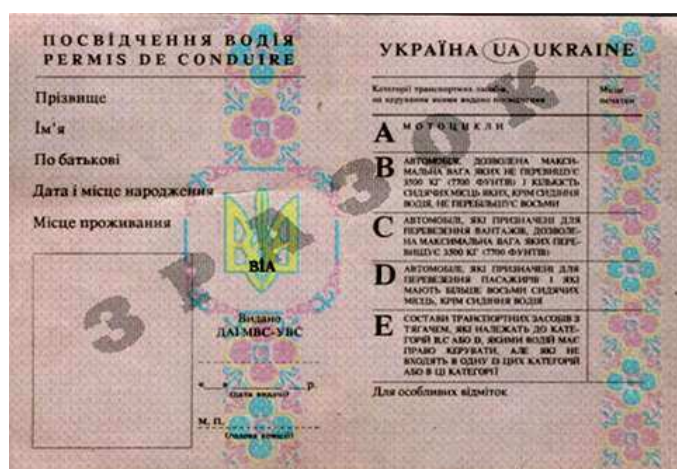 ПОСВІДЧЕННЯ ВОДІЯ
PERMIS DE CONDUIRE
Прізвище
Ім'я
По батькові
Дата і місце народження
Місце проживання
ВІА
Видано
ДАІ МВС-УВС
« » р.
(дата видачі)
М. П.
ЗРАЗОК
УКРАЇНА UA UKRAINE
Категорії транспортних засобів,
на керування якими видано посвідчення
Місце
печатки
A МОТОЦИКЛИ
B АВТОМОБІЛІ, ДОЗВОЛЕНА МАКСИ-
МАЛЬНА ВАГА ЯКИХ НЕ ПЕРЕВИЩУЄ
3500 КГ (7700 ФУНТІВ) І КІЛЬКІСТЬ
СИДЯЧИХ МІСЦЬ ЯКИХ, КРІМ СИДІННЯ
ВОДІЯ, НЕ ПЕРЕБІЛЬШУЄ ВОСЬМИ
C АВТОМОБІЛІ, ЯКІ ПРИЗНАЧЕНІ ДЛЯ
ПЕРЕВЕЗЕННЯ ВАНТАЖІВ, ДОЗВОЛЕ-
НА МАКСИМАЛЬНА ВАГА ЯКИХ ПЕРЕ-
ВИЩУЄ 3500 КГ (7700 ФУНТІВ)
D АВТОМОБІЛІ, ЯКІ ПРИЗНАЧЕНІ ДЛЯ
ПЕРЕВЕЗЕННЯ ПАСАЖИРІВ І ЯКІ
МАЮТЬ БІЛЬШЕ ВОСЬМИ СИДЯЧИХ
МІСЦЬ, КРІМ СИДІННЯ ВОДІЯ
E СОСТАВИ ТРАНСПОРТНИХ ЗАСОБІВ З
ТЯГАЧЕМ, ЯКІ НАЛЕЖАТЬ ДО КАТЕ-
ГОРІЙ B,C АБО D, ЯКИМИ ВОДІЙ МАЄ
ПРАВО КЕРУВАТИ, АЛЕ ЯКІ НЕ
ВХОДЯТЬ В ОДНУ ІЗ ЦИХ КАТЕГОРІЙ
АБО В ЦІ КАТЕГОРІЇ
Для особливих відміток